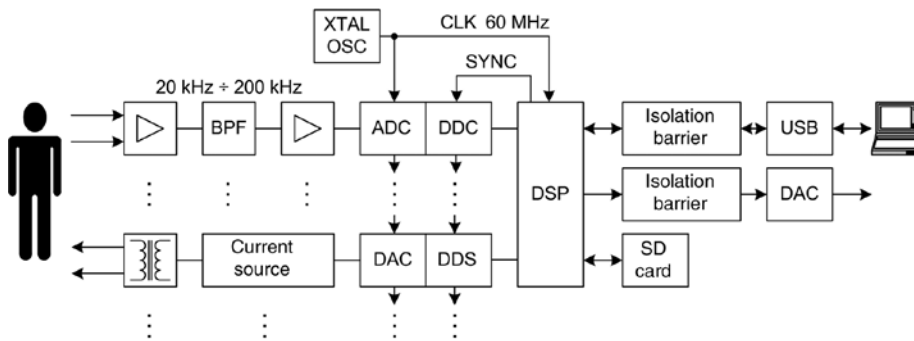 XTAL
OSC
CLK 60 MHz
SYNC
20 kHz ÷ 200 kHz
BPF
ADC
DDC
DSP
Isolation
barrier
USB
Isolation
barrier
DAC
Current
source
DAC
DDS
SD
card